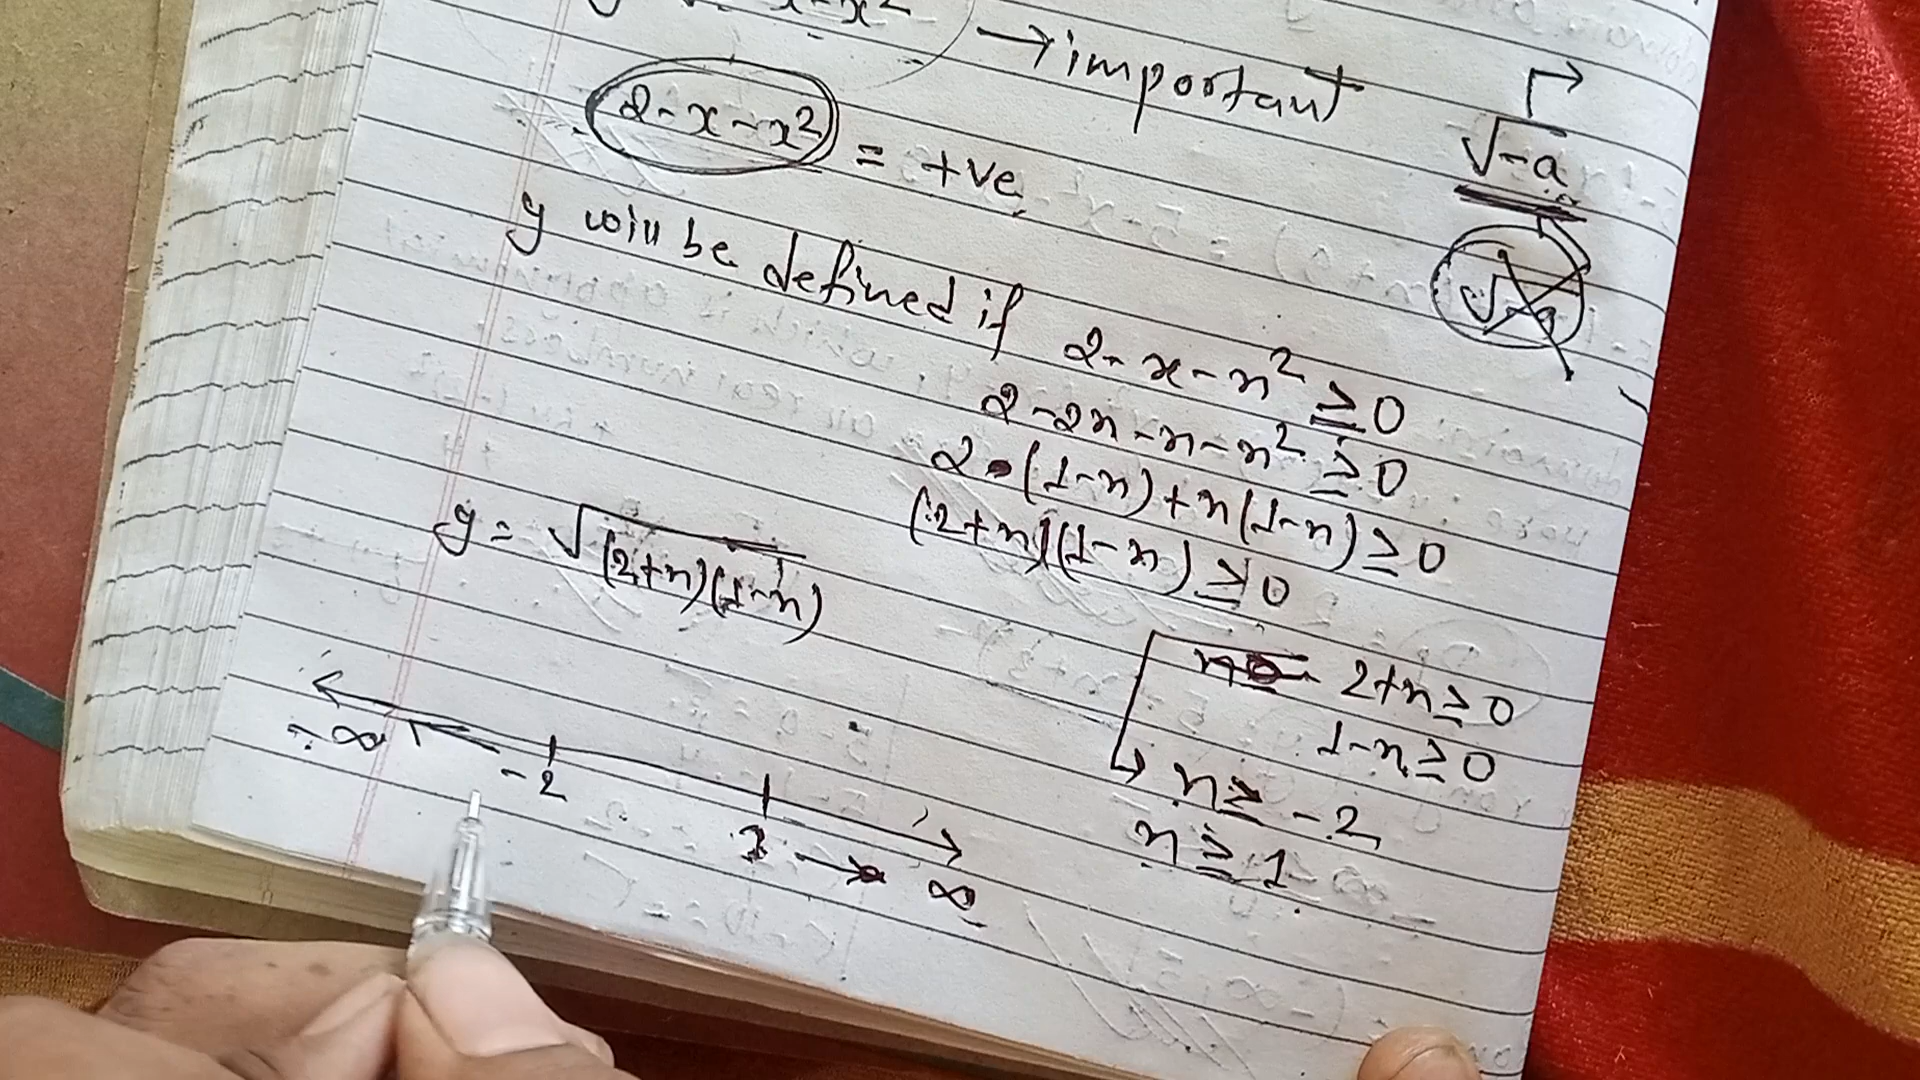 → important
2-x-x² = +ve
√-a
√-a
y will be defined if 2-x-x² ≥ 0
2-2x-x-x² ≥ 0
2(1-x)+x(1-x) ≥ 0
(2+x)(1-x) ≥ 0
y = √(2+x)(1-x)
2+x ≥ 0
1-x ≥ 0
x ≥ -2
x ≥ 1
-∞ -2 1 → ∞